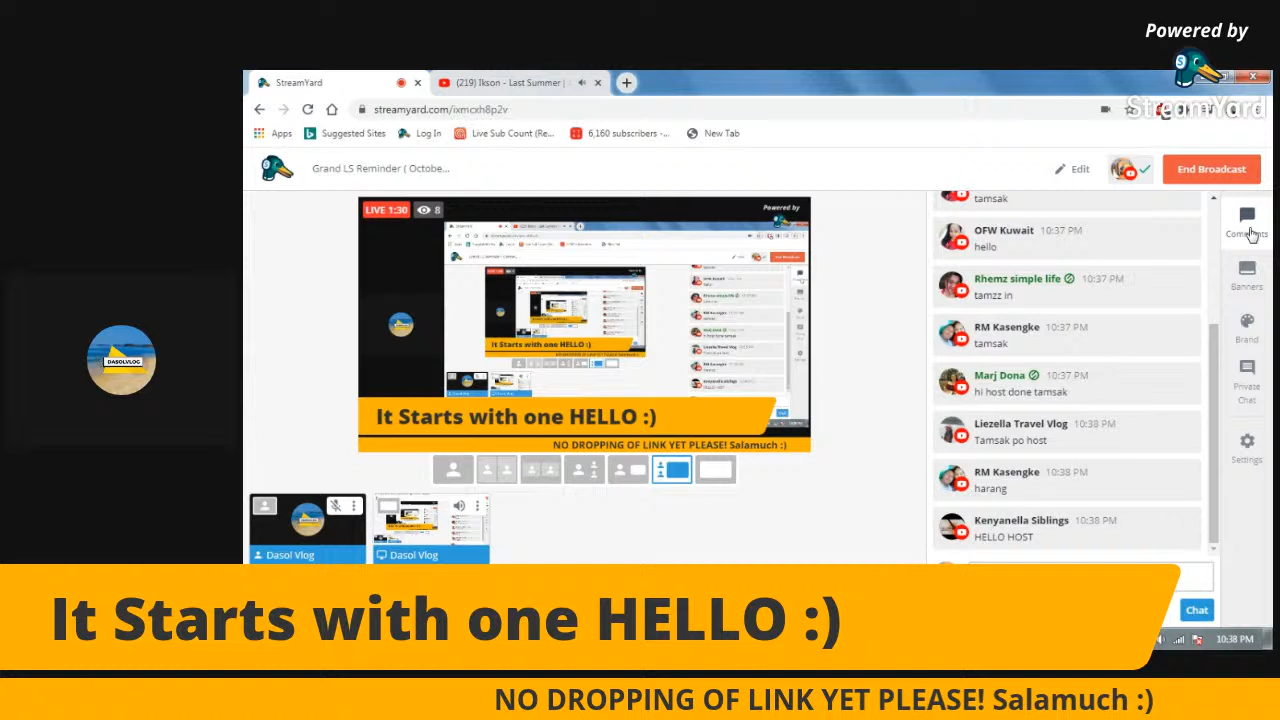 Powered by
StreamYard
StreamYard
(219) Ikson - Last Summer |
streamyard.com/ixmcxh8p2v
Apps
Suggested Sites
Log In
Live Sub Count (Re...
6,160 subscribers -...
New Tab
Grand LS Reminder ( Octobe...
Edit
End Broadcast
LIVE 1:30
8
Powered by
It Starts with one HELLO :)
It Starts with one HELLO :)
NO DROPPING OF LINK YET PLEASE! Salamuch :)
Dasol Vlog
Dasol Vlog
DASOLVLOG
tamsak
OFW Kuwait 10:37 PM
hello
Rhemz simple life 10:37 PM
tamzz in
RM Kasengke 10:37 PM
tamsak
Marj Dona 10:37 PM
hi host done tamsak
Liezella Travel Vlog 10:38 PM
Tamsak po host
RM Kasengke 10:38 PM
harang
Kenyanella Siblings 10:38 PM
HELLO HOST
Comments
Banners
Brand
Private
Chat
Settings
Chat
10:38 PM
It Starts with one HELLO :)
NO DROPPING OF LINK YET PLEASE! Salamuch :)